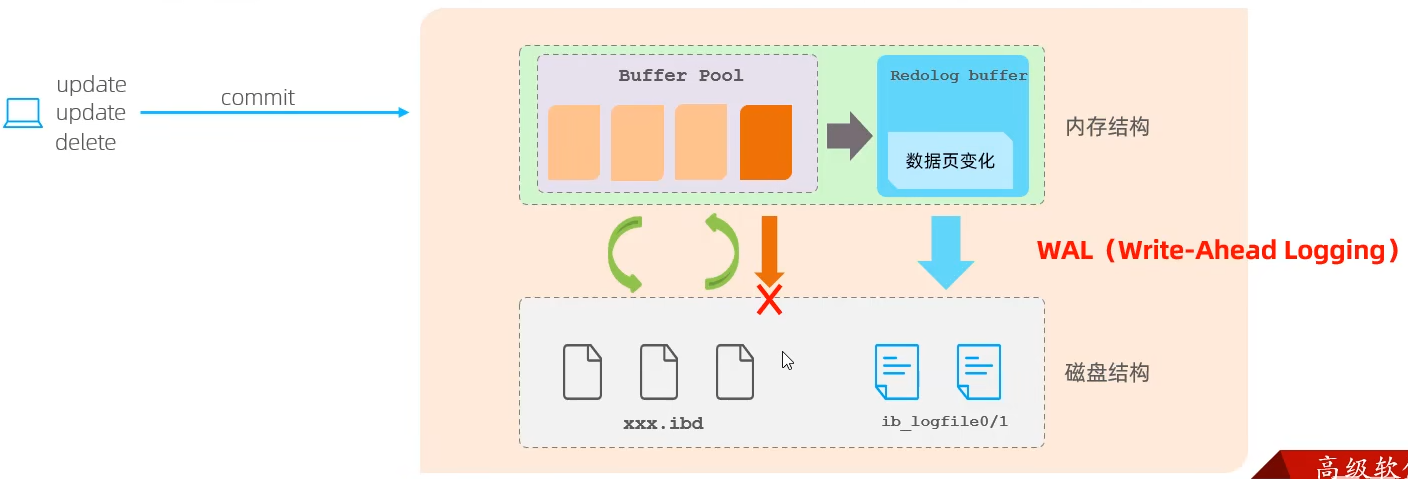 update
update
delete
commit
Buffer Pool
Redolog buffer
数据页变化
内存结构
WAL（Write-Ahead Logging）
xxx.ibd
ib_logfile0/1
磁盘结构
高级软